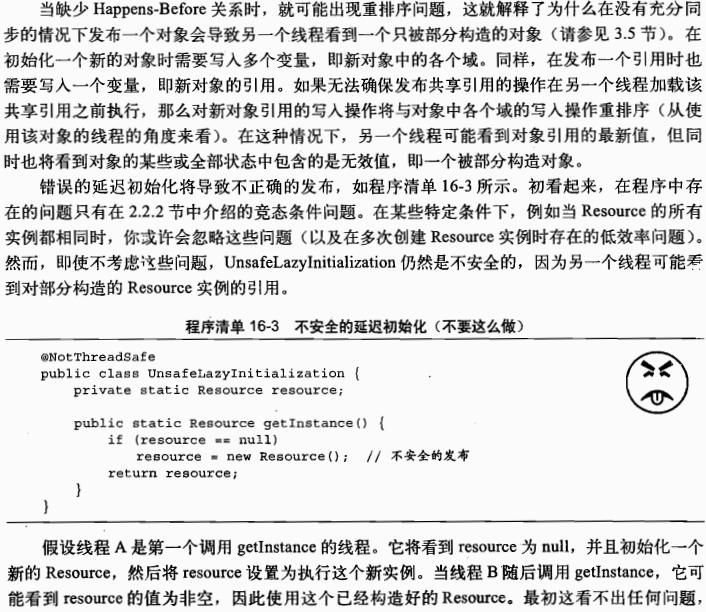 当缺少 Happens-Before 关系时，就可能出现重排序问题，这就解释了为什么在没有充分同
步的情况下发布一个对象会导致另一个线程看到一个只被部分构造的对象（请参见 3.5 节）。在
初始化一个新的对象时需要写入多个变量，即新对象中的各个域。同样，在发布一个引用时也
需要写入一个变量，即新对象的引用。如果无法确保发布共享引用的操作在另一个线程加载该
共享引用之前执行，那么对新对象引用的写入操作将与对象中各个域的写入操作重排序（从使
用该对象的线程的角度来看）。在这种情况下，另一个线程可能看到对象引用的最新值，但同
时也将看到对象的某些或全部状态中包含的是无效值，即一个被部分构造对象。
错误的延迟初始化将导致不正确的发布，如程序清单 16-3 所示。初看起来，在程序中存
在的问题只有在 2.2.2 节中介绍的竞态条件问题。在某些特定条件下，例如当 Resource 的所有
实例都相同时，你或许会忽略这些问题（以及在多次创建 Resource 实例时存在的低效率问题）。
然而，即使不考虑这些问题，UnsafeLazyInitialization 仍然是不安全的，因为另一个线程可能看
到对部分构造的 Resource 实例的引用。
程序清单 16-3 不安全的延迟初始化（不要这么做）
@NotThreadSafe
public class UnsafeLazyInitialization {
private static Resource resource;
public static Resource getInstance() {
if (resource == null)
resource = new Resource(); // 不安全的发布
return resource;
}
}
假设线程 A 是第一个调用 getInstance 的线程。它将看到 resource 为 null，并且初始化一个
新的 Resource，然后将 resource 设置为执行这个新实例。当线程 B 随后调用 getInstance，它可
能看到 resource 的值为非空，因此使用这个已经构造好的 Resource。最初这看不出任何问题，